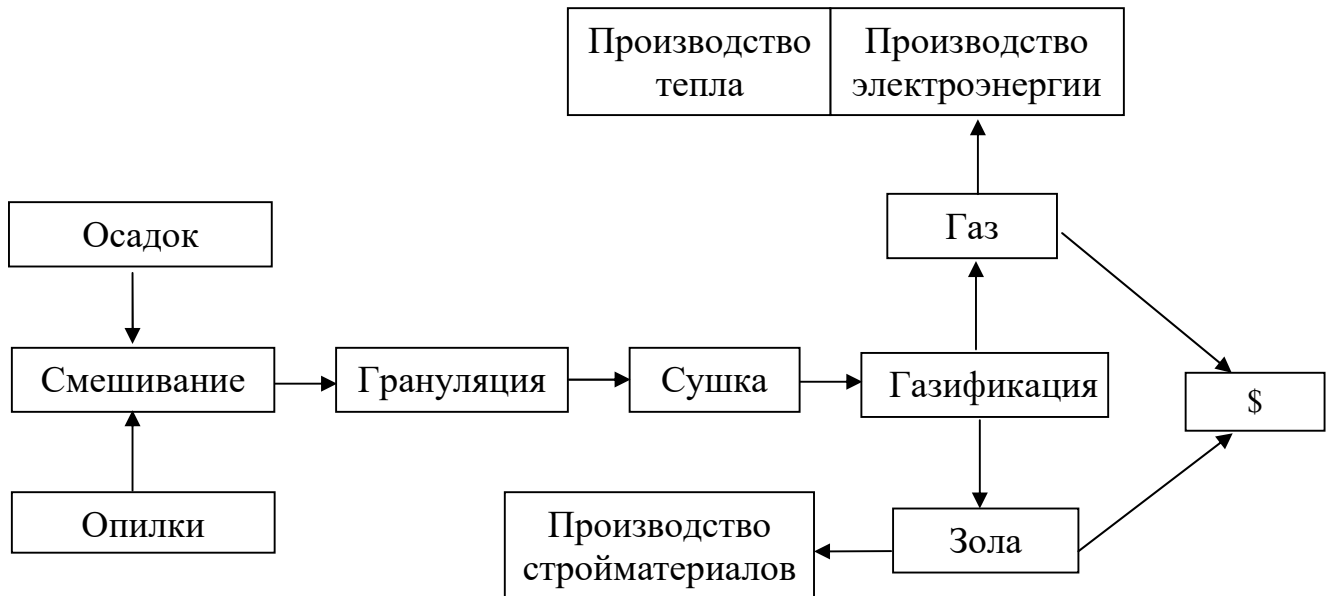 Производство
тепла
Производство
электроэнергии
Осадок
Газ
Смешивание
Грануляция
Сушка
Газификация
$
Опилки
Производство
стройматериалов
Зола